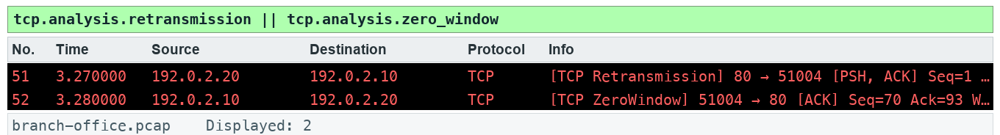 tcp.analysis.retransmission || tcp.analysis.zero_window
No. Time Source Destination Protocol Info
51 3.270000 192.0.2.20 192.0.2.10 TCP [TCP Retransmission] 80 → 51004 [PSH, ACK] Seq=1 …
52 3.280000 192.0.2.10 192.0.2.20 TCP [TCP ZeroWindow] 51004 → 80 [ACK] Seq=70 Ack=93 W…
branch-office.pcap Displayed: 2